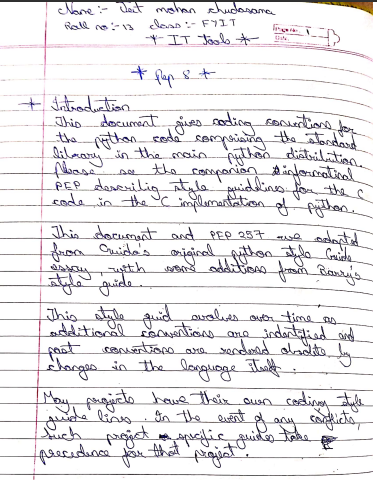 Name :- Jeet mohan chudasama
Roll no :- 13 class :- FYIT
* IT Tools *
* Pep 8 *
* Introduction
This document gives coding conventions for
the python code comprising the standard
library in the main python distribution.
Please see the companion informational
PEP describing style guidelines for the C
code in the C implementation of python.
This document and PEP 257 were adapted
from Guido's original python style Guide
essay, with some additions from Barry's
style guide.
This style guid evolves over time as
additional conventions are indentified and
past conventions are rendered obsolite by
changes in the language itself.
May projects have their own coding style
guide lines. In the event of any conflicts,
such project specific guides take
precedence for that project.